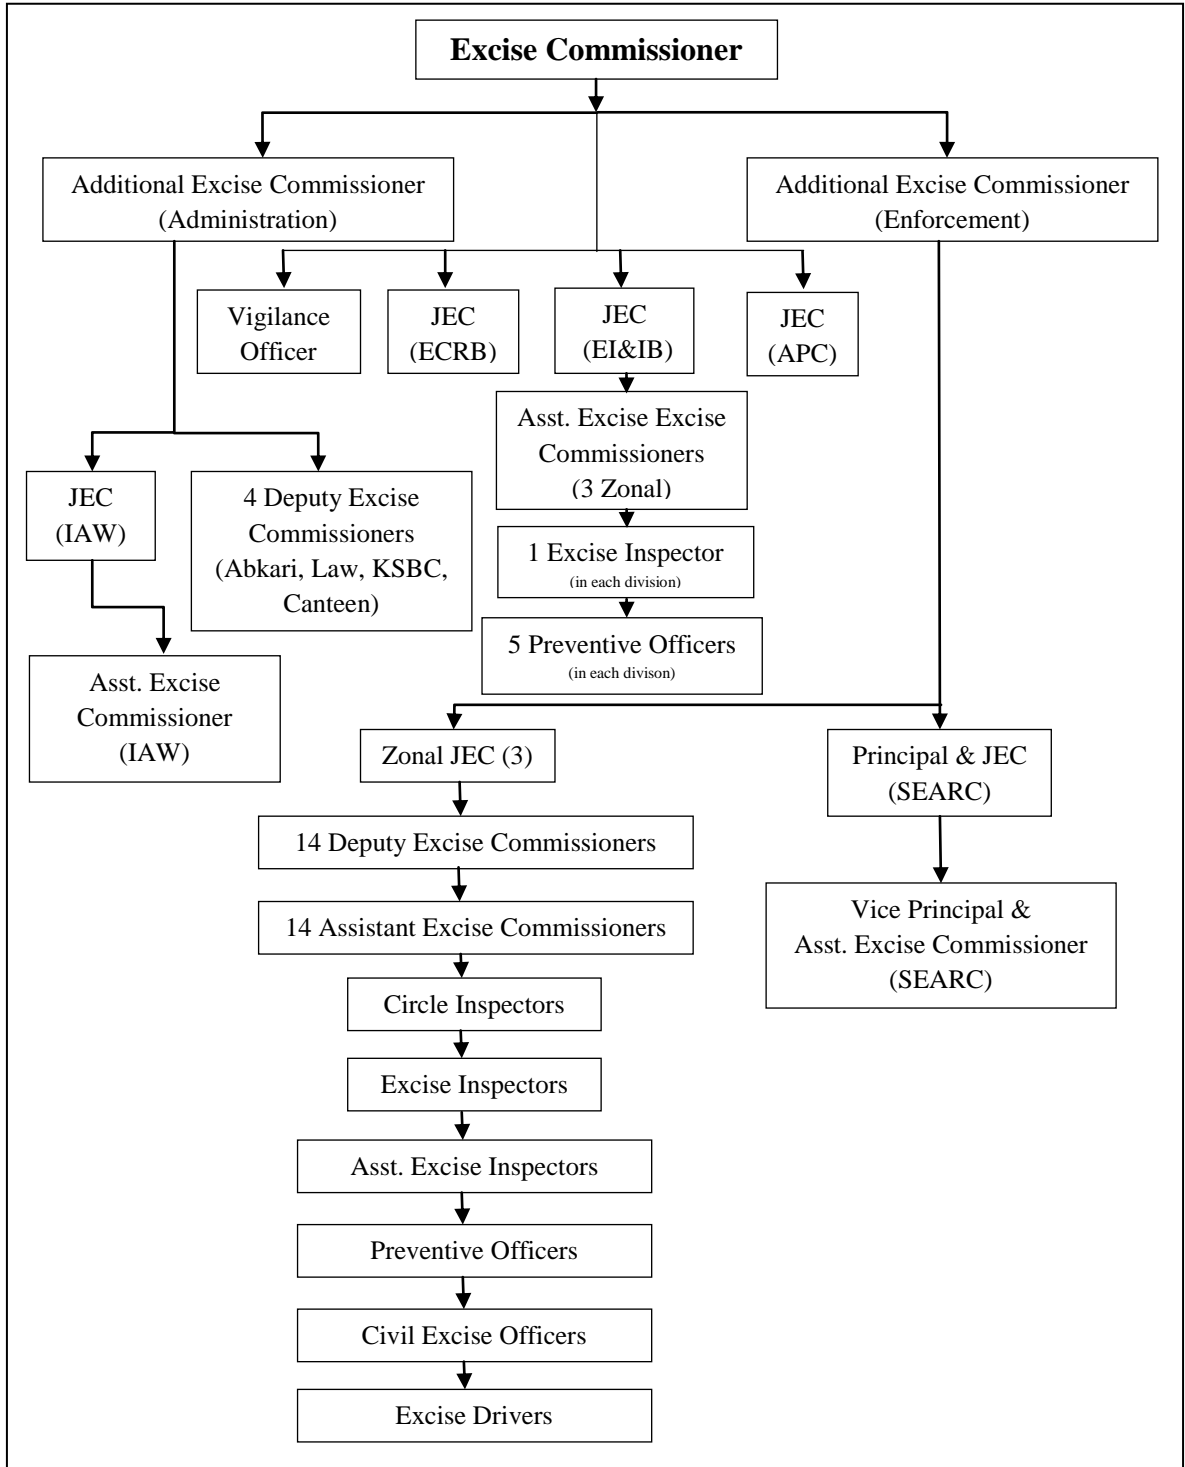 Excise Commissioner
Additional Excise Commissioner
(Administration)
Additional Excise Commissioner
(Enforcement)
Vigilance
Officer
JEC
(ECRB)
JEC
(EI&IB)
JEC
(APC)
Asst. Excise Excise
Commissioners
(3 Zonal)
1 Excise Inspector
(in each division)
5 Preventive Officers
(in each divison)
JEC
(IAW)
4 Deputy Excise
Commissioners
(Abkari, Law, KSBC,
Canteen)
Asst. Excise
Commissioner
(IAW)
Zonal JEC (3)
Principal & JEC
(SEARC)
14 Deputy Excise Commissioners
14 Assistant Excise Commissioners
Vice Principal &
Asst. Excise Commissioner
(SEARC)
Circle Inspectors
Excise Inspectors
Asst. Excise Inspectors
Preventive Officers
Civil Excise Officers
Excise Drivers